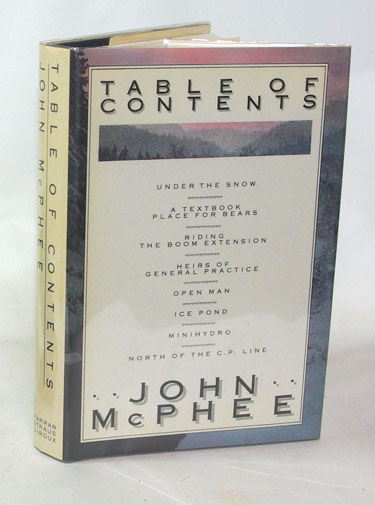 TABLE OF CONTENTS
JOHN McPHEE
FARRAR
STRAUS
GIROUX
TABLE OF
CONTENTS
UNDER THE SNOW
A TEXTBOOK
PLACE FOR BEARS
RIDING
THE BOOM EXTENSION
HEIRS OF
GENERAL PRACTICE
OPEN MAN
ICE POND
MINIHYDRO
NORTH OF THE C.P. LINE
JOHN
McPHEE